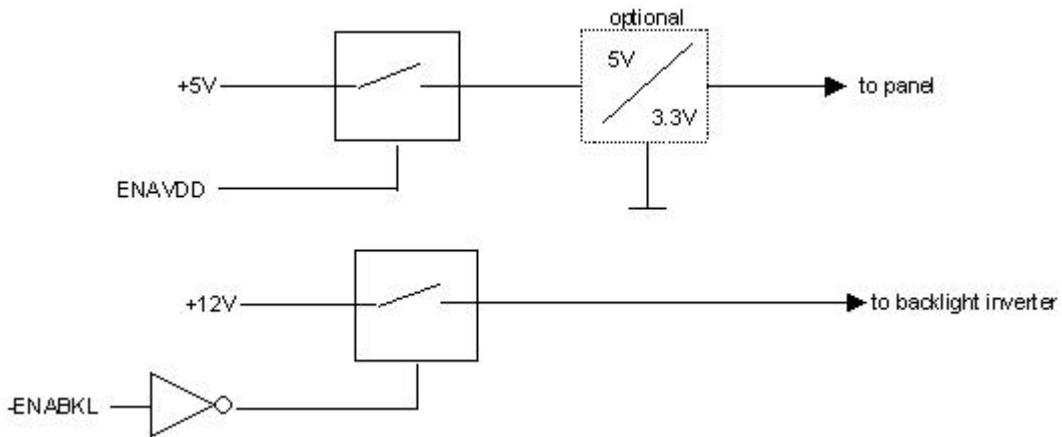 optional
5V
3.3V
+5V
to panel
ENAVDD
+12V
to backlight inverter
-ENABKL